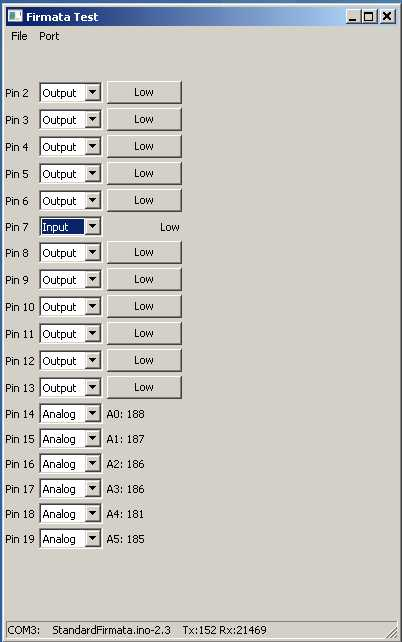 Firmata Test
File Port
Pin 2 Output Low
Pin 3 Output Low
Pin 4 Output Low
Pin 5 Output Low
Pin 6 Output Low
Pin 7 Input Low
Pin 8 Output Low
Pin 9 Output Low
Pin 10 Output Low
Pin 11 Output Low
Pin 12 Output Low
Pin 13 Output Low
Pin 14 Analog A0: 188
Pin 15 Analog A1: 187
Pin 16 Analog A2: 186
Pin 17 Analog A3: 186
Pin 18 Analog A4: 181
Pin 19 Analog A5: 185
COM3: StandardFirmata.ino-2.3 Tx:152 Rx:21469